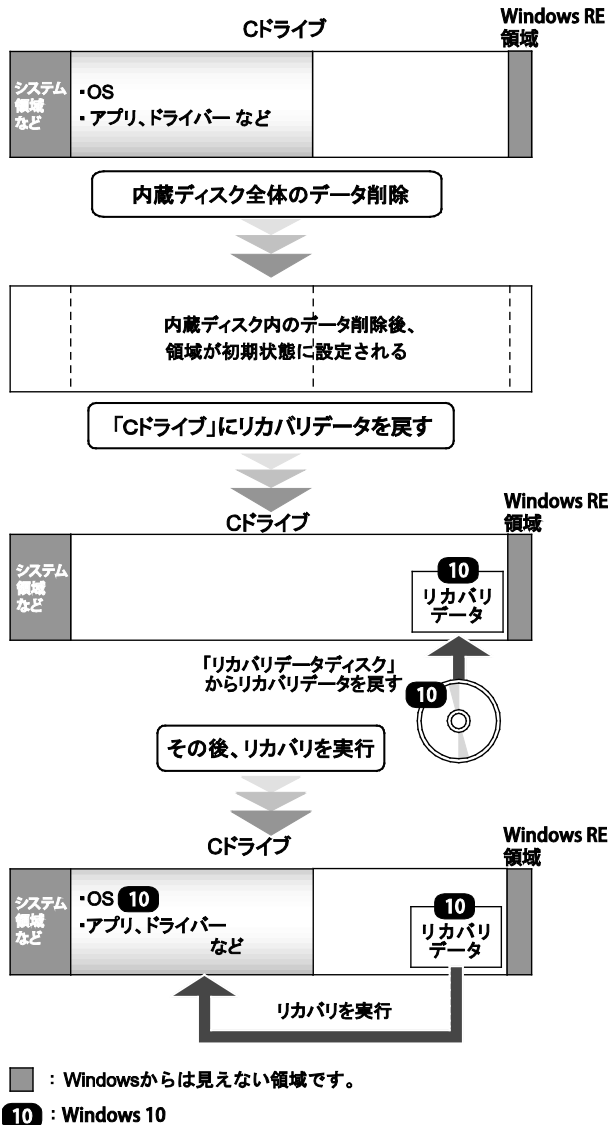 Cドライブ
Windows RE
領域
システム
領域
など
・OS
・アプリ、ドライバー など
内蔵ディスク全体のデータ削除
内蔵ディスク内のデータ削除後、
領域が初期状態に設定される
「Cドライブ」にリカバリデータを戻す
Cドライブ
Windows RE
領域
システム
領域
など
10
リカバリ
データ
「リカバリデータディスク」
からリカバリデータを戻す
10
その後、リカバリを実行
Cドライブ
Windows RE
領域
システム
領域
など
・OS 10
・アプリ、ドライバー
など
10
リカバリ
データ
リカバリを実行
：Windowsからは見えない領域です。
10：Windows 10